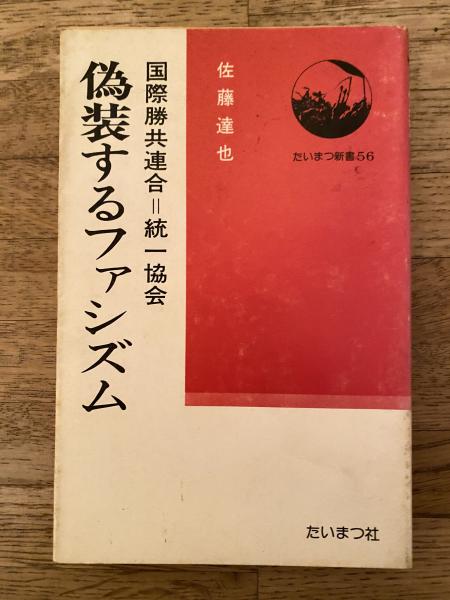 たいまつ新書56
佐藤達也
国際勝共連合=統一協会
偽装するファシズム
たいまつ社